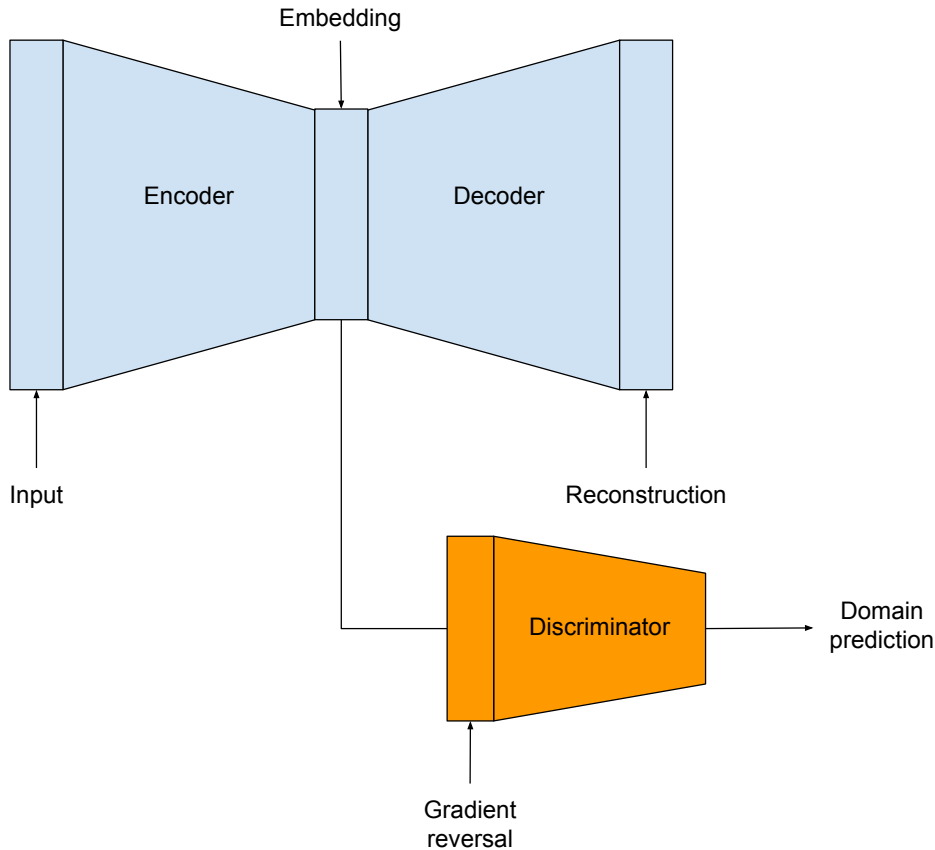 Embedding
Encoder
Decoder
Input
Reconstruction
Discriminator
Domain
prediction
Gradient
reversal